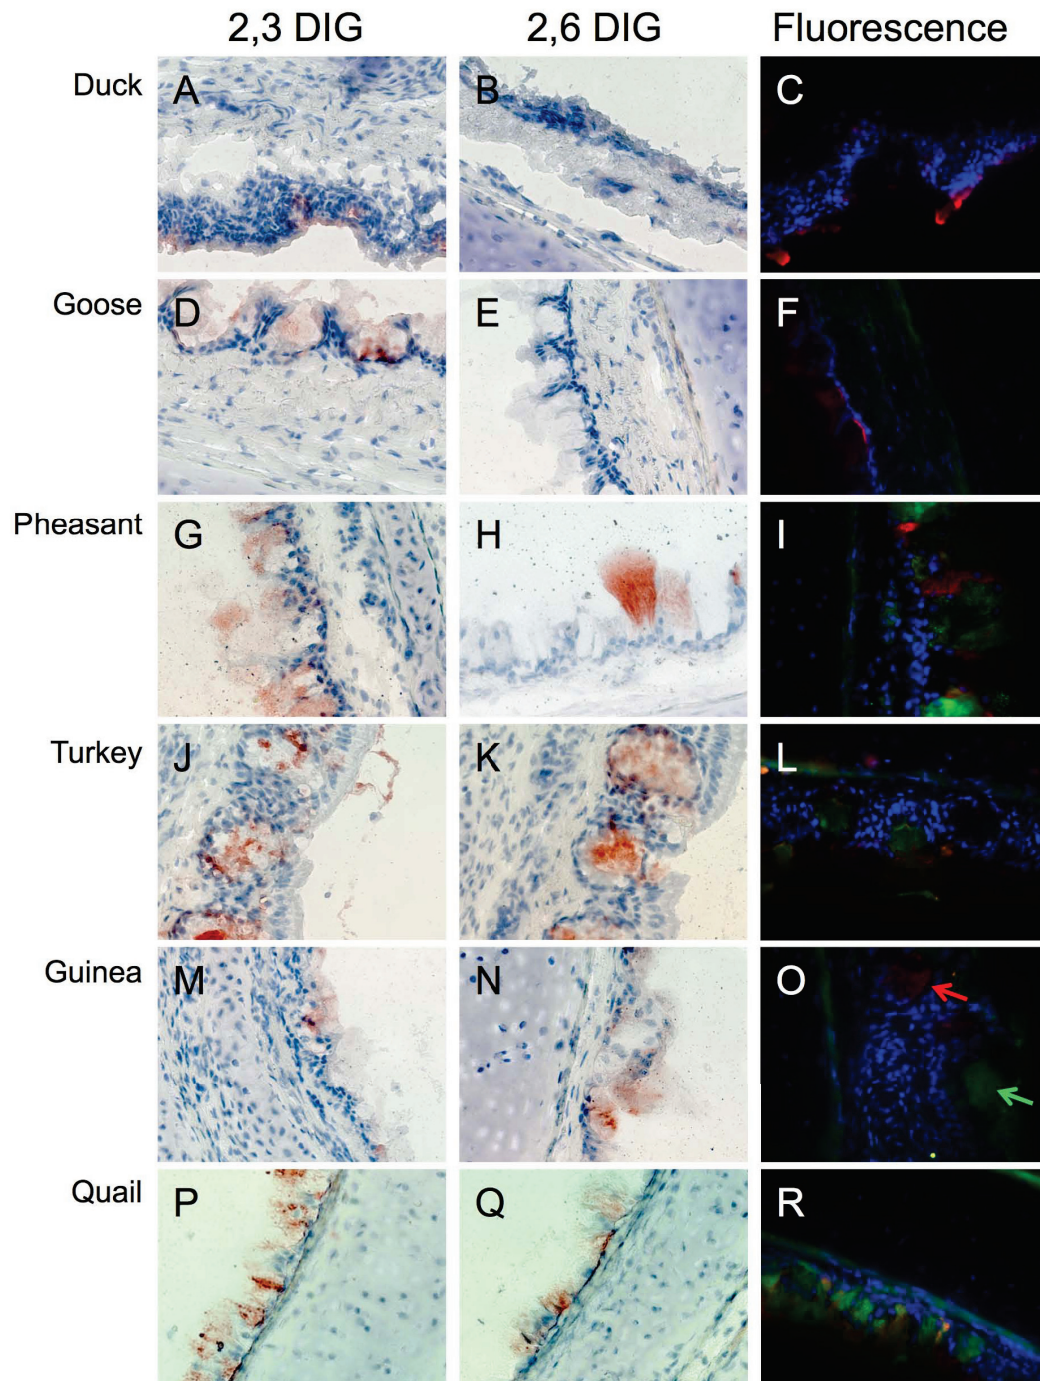 2,3 DIG 2,6 DIG Fluorescence
Duck A B C
Goose D E F
Pheasant G H I
Turkey J K L
Guinea M N O
Quail P Q R